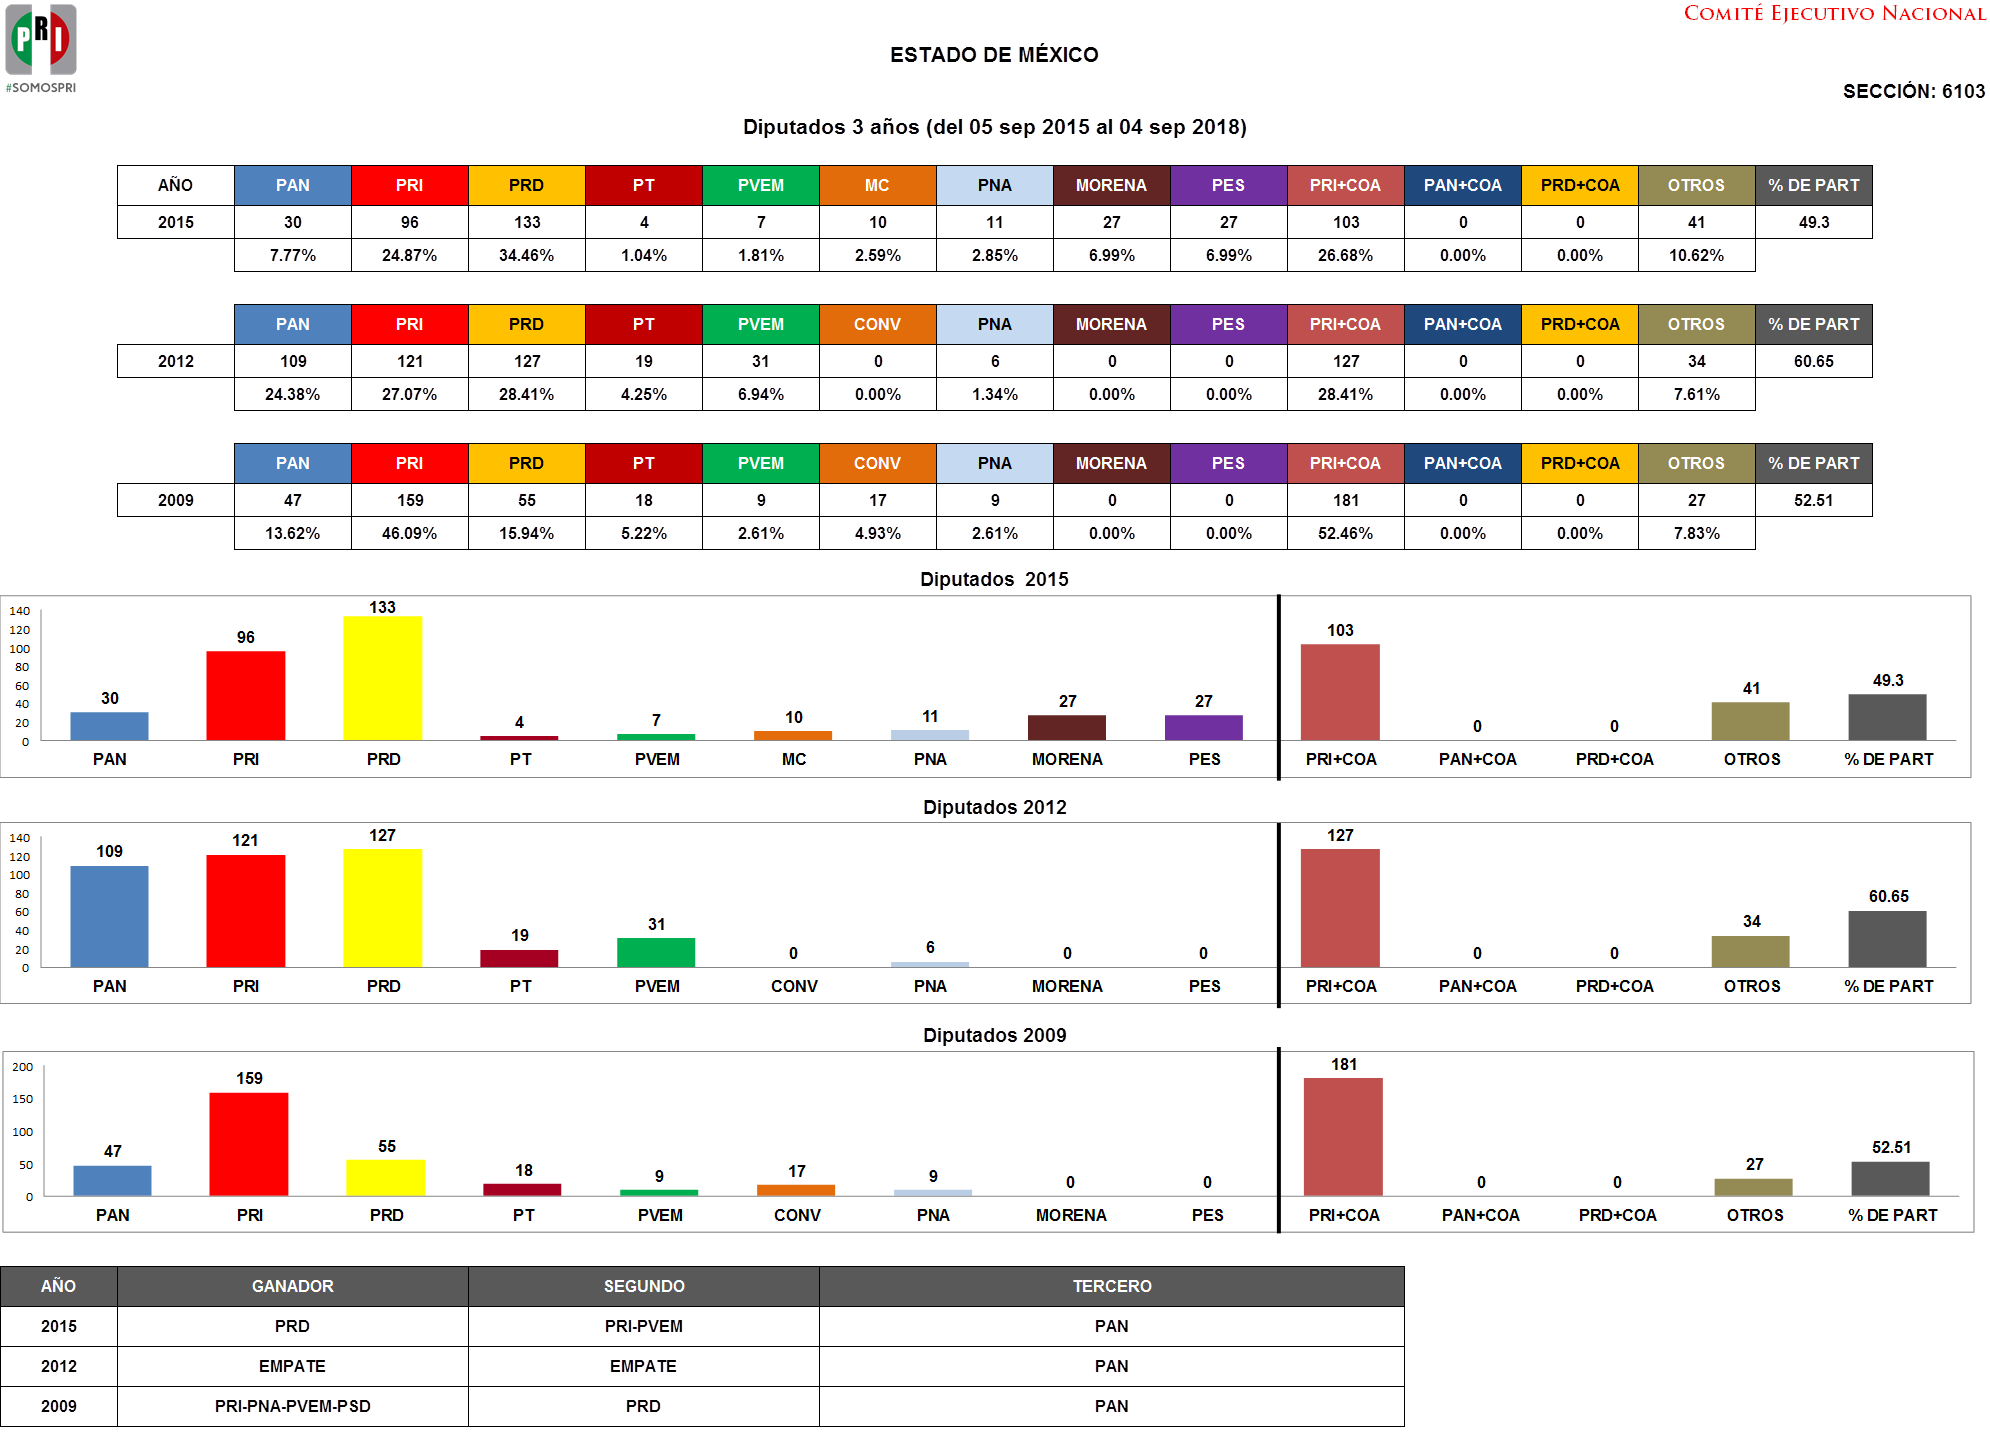 PRI
#SOMOSPRI
COMITÉ EJECUTIVO NACIONAL
ESTADO DE MÉXICO
SECCIÓN: 6103
Diputados 3 años (del 05 sep 2015 al 04 sep 2018)
AÑO PAN PRI PRD PT PVEM MC PNA MORENA PES PRI+COA PAN+COA PRD+COA OTROS % DE PART
2015 30 96 133 4 7 10 11 27 27 103 0 0 41 49.3
7.77% 24.87% 34.46% 1.04% 1.81% 2.59% 2.85% 6.99% 6.99% 26.68% 0.00% 0.00% 10.62%
PAN PRI PRD PT PVEM CONV PNA MORENA PES PRI+COA PAN+COA PRD+COA OTROS % DE PART
2012 109 121 127 19 31 0 6 0 0 127 0 0 34 60.65
24.38% 27.07% 28.41% 4.25% 6.94% 0.00% 1.34% 0.00% 0.00% 28.41% 0.00% 0.00% 7.61%
PAN PRI PRD PT PVEM CONV PNA MORENA PES PRI+COA PAN+COA PRD+COA OTROS % DE PART
2009 47 159 55 18 9 17 9 0 0 181 0 0 27 52.51
13.62% 46.09% 15.94% 5.22% 2.61% 4.93% 2.61% 0.00% 0.00% 52.46% 0.00% 0.00% 7.83%
Diputados 2015
140
120
100
80
60
40
20
0
30 96 133 4 7 10 11 27 27 103 0 0 41 49.3
PAN PRI PRD PT PVEM MC PNA MORENA PES PRI+COA PAN+COA PRD+COA OTROS % DE PART
Diputados 2012
140
120
100
80
60
40
20
0
109 121 127 19 31 0 6 0 0 127 0 0 34 60.65
PAN PRI PRD PT PVEM CONV PNA MORENA PES PRI+COA PAN+COA PRD+COA OTROS % DE PART
Diputados 2009
200
150
100
50
0
47 159 55 18 9 17 9 0 0 181 0 0 27 52.51
PAN PRI PRD PT PVEM CONV PNA MORENA PES PRI+COA PAN+COA PRD+COA OTROS % DE PART
AÑO GANADOR SEGUNDO TERCERO
2015 PRD PRI-PVEM PAN
2012 EMPATE EMPATE PAN
2009 PRI-PNA-PVEM-PSD PRD PAN